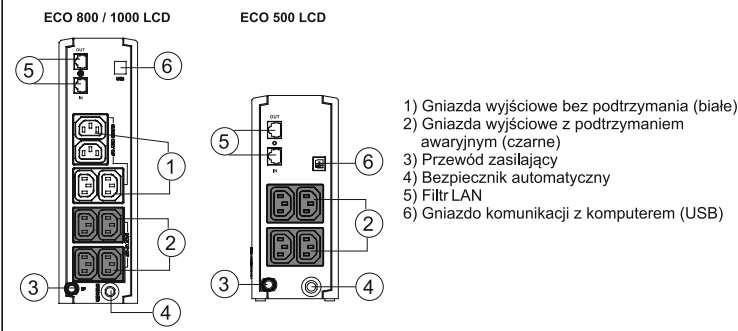 ECO 800 / 1000 LCD
ECO 500 LCD
OUT
IN
USB
5
6
1
2
3
4
OUT
IN
5
6
2
3
4
1) Gniazda wyjściowe bez podtrzymania (białe)
2) Gniazda wyjściowe z podtrzymaniem
awaryjnym (czarne)
3) Przewód zasilający
4) Bezpiecznik automatyczny
5) Filtr LAN
6) Gniazdo komunikacji z komputerem (USB)